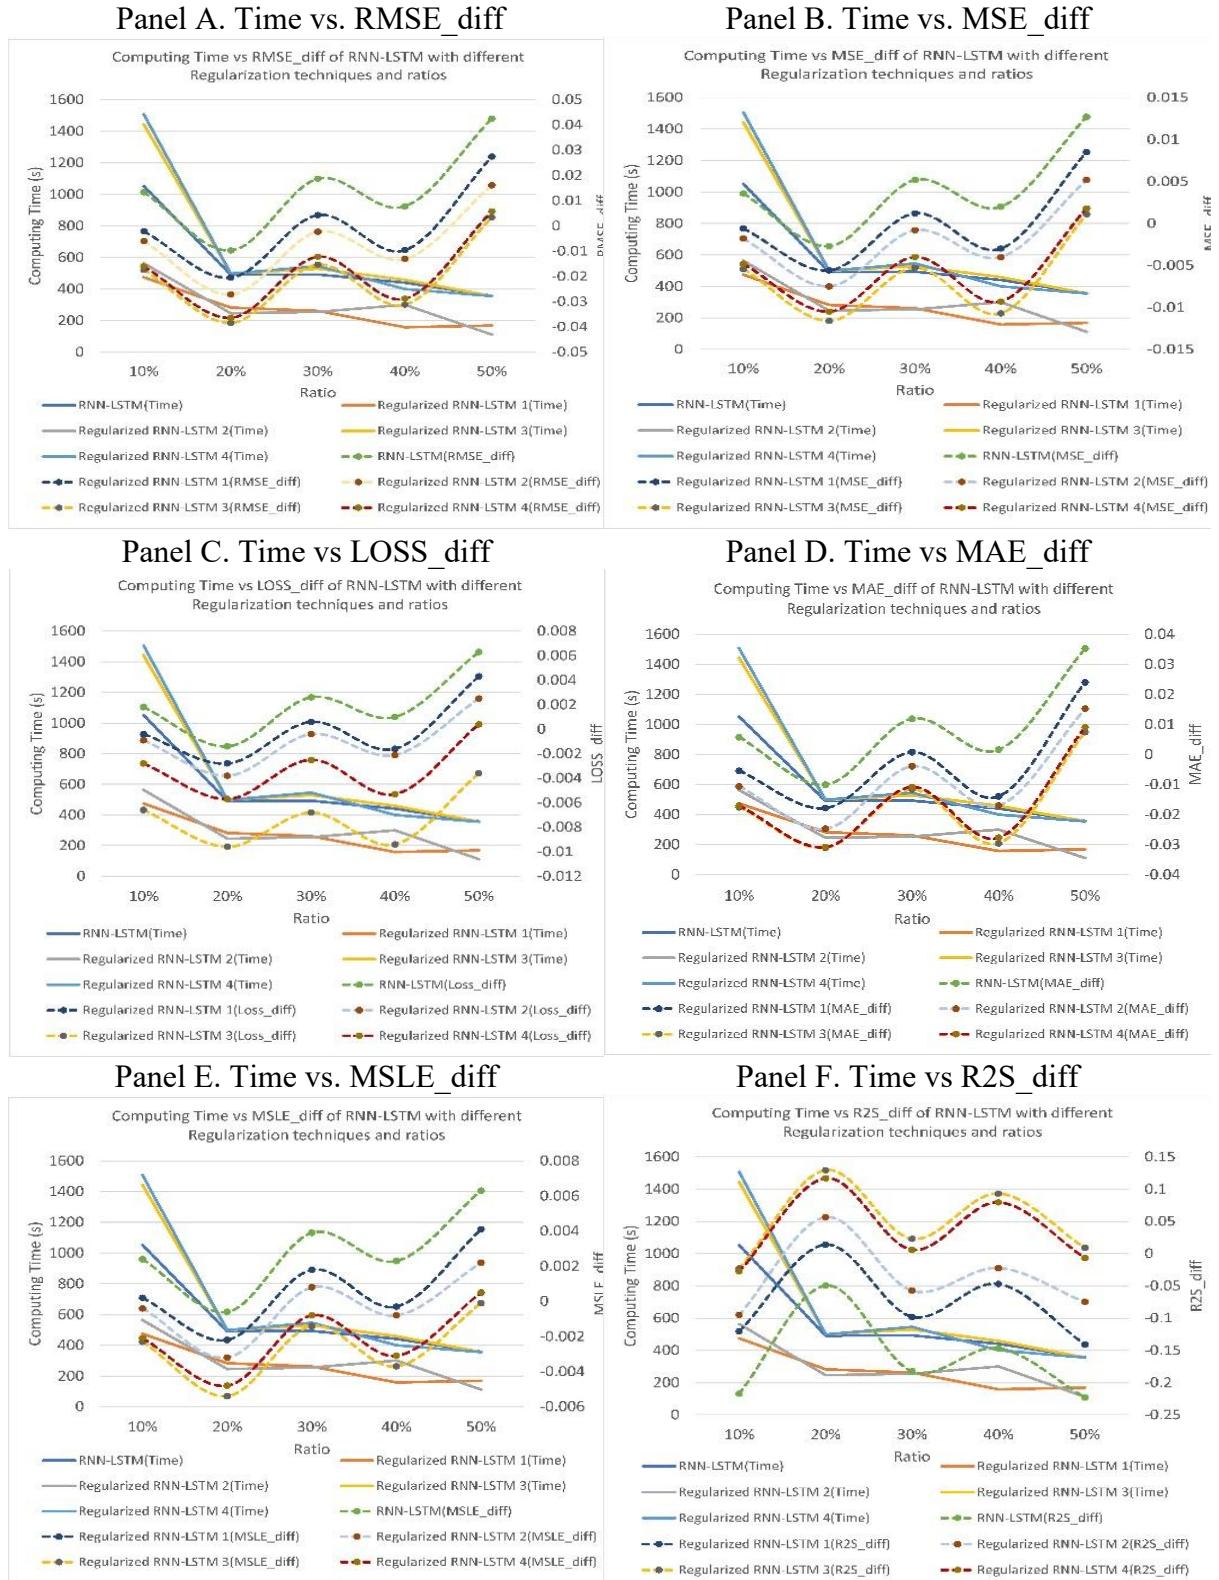 Panel A. Time vs. RMSE_diff
Computing Time vs RMSE_diff of RNN-LSTM with different
Regularization techniques and ratios
1600
1400
1200
1000
800
600
400
200
0
Computing Time (s)
0.05
0.04
0.03
0.02
0.01
0
-0.01
-0.02
-0.03
-0.04
-0.05
RMSE_diff
10% 20% 30% 40% 50%
Ratio
RNN-LSTM(Time) Regularized RNN-LSTM 1(Time)
Regularized RNN-LSTM 2(Time) Regularized RNN-LSTM 3(Time)
Regularized RNN-LSTM 4(Time) RNN-LSTM(RMSE_diff)
Regularized RNN-LSTM 1(RMSE_diff) Regularized RNN-LSTM 2(RMSE_diff)
Regularized RNN-LSTM 3(RMSE_diff) Regularized RNN-LSTM 4(RMSE_diff)
Panel B. Time vs. MSE_diff
Computing Time vs MSE_diff of RNN-LSTM with different
Regularization techniques and ratios
1600
1400
1200
1000
800
600
400
200
0
Computing Time (s)
0.015
0.01
0.005
0
-0.005
-0.01
-0.015
MSE_diff
10% 20% 30% 40% 50%
Ratio
RNN-LSTM(Time) Regularized RNN-LSTM 1(Time)
Regularized RNN-LSTM 2(Time) Regularized RNN-LSTM 3(Time)
Regularized RNN-LSTM 4(Time) RNN-LSTM(MSE_diff)
Regularized RNN-LSTM 1(MSE_diff) Regularized RNN-LSTM 2(MSE_diff)
Regularized RNN-LSTM 3(MSE_diff) Regularized RNN-LSTM 4(MSE_diff)
Panel C. Time vs LOSS_diff
Computing Time vs LOSS_diff of RNN-LSTM with different
Regularization techniques and ratios
1600
1400
1200
1000
800
600
400
200
0
Computing Time (s)
0.008
0.006
0.004
0.002
0
-0.002
-0.004
-0.006
-0.008
-0.01
-0.012
LOSS_diff
10% 20% 30% 40% 50%
Ratio
RNN-LSTM(Time) Regularized RNN-LSTM 1(Time)
Regularized RNN-LSTM 2(Time) Regularized RNN-LSTM 3(Time)
Regularized RNN-LSTM 4(Time) RNN-LSTM(Loss_diff)
Regularized RNN-LSTM 1(Loss_diff) Regularized RNN-LSTM 2(Loss_diff)
Regularized RNN-LSTM 3(Loss_diff) Regularized RNN-LSTM 4(Loss_diff)
Panel D. Time vs MAE_diff
Computing Time vs MAE_diff of RNN-LSTM with different
Regularization techniques and ratios
1600
1400
1200
1000
800
600
400
200
0
Computing Time (s)
0.04
0.03
0.02
0.01
0
-0.01
-0.02
-0.03
-0.04
MAE_diff
10% 20% 30% 40% 50%
Ratio
RNN-LSTM(Time) Regularized RNN-LSTM 1(Time)
Regularized RNN-LSTM 2(Time) Regularized RNN-LSTM 3(Time)
Regularized RNN-LSTM 4(Time) RNN-LSTM(MAE_diff)
Regularized RNN-LSTM 1(MAE_diff) Regularized RNN-LSTM 2(MAE_diff)
Regularized RNN-LSTM 3(MAE_diff) Regularized RNN-LSTM 4(MAE_diff)
Panel E. Time vs. MSLE_diff
Computing Time vs MSLE_diff of RNN-LSTM with different
Regularization techniques and ratios
1600
1400
1200
1000
800
600
400
200
0
Computing Time (s)
0.008
0.006
0.004
0.002
0
-0.002
-0.004
-0.006
MSLE_diff
10% 20% 30% 40% 50%
Ratio
RNN-LSTM(Time) Regularized RNN-LSTM 1(Time)
Regularized RNN-LSTM 2(Time) Regularized RNN-LSTM 3(Time)
Regularized RNN-LSTM 4(Time) RNN-LSTM(MSLE_diff)
Regularized RNN-LSTM 1(MSLE_diff) Regularized RNN-LSTM 2(MSLE_diff)
Regularized RNN-LSTM 3(MSLE_diff) Regularized RNN-LSTM 4(MSLE_diff)
Panel F. Time vs R2S_diff
Computing Time vs R2S_diff of RNN-LSTM with different
Regularization techniques and ratios
1600
1400
1200
1000
800
600
400
200
0
Computing Time (s)
0.15
0.1
0.05
0
-0.05
-0.1
-0.15
-0.2
-0.25
R2S_diff
10% 20% 30% 40% 50%
Ratio
RNN-LSTM(Time) Regularized RNN-LSTM 1(Time)
Regularized RNN-LSTM 2(Time) Regularized RNN-LSTM 3(Time)
Regularized RNN-LSTM 4(Time) RNN-LSTM(R2S_diff)
Regularized RNN-LSTM 1(R2S_diff) Regularized RNN-LSTM 2(R2S_diff)
Regularized RNN-LSTM 3(R2S_diff) Regularized RNN-LSTM 4(R2S_diff)